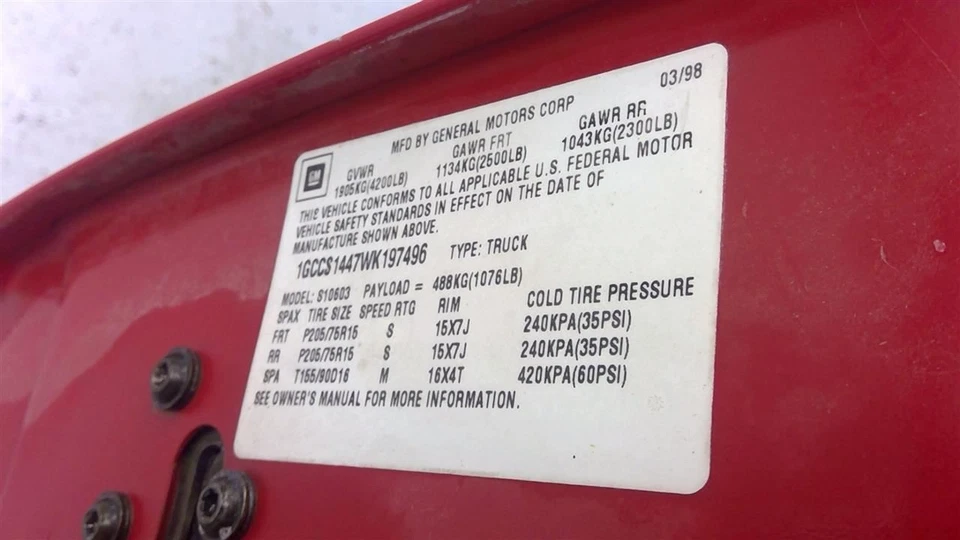 03/98
MFD BY GENERAL MOTORS CORP
GM
GVWR GAWR FRT GAWR RR
1905KG(4200LB) 1134KG(2500LB) 1043KG(2300LB)
THIS VEHICLE CONFORMS TO ALL APPLICABLE U.S. FEDERAL MOTOR
VEHICLE SAFETY STANDARDS IN EFFECT ON THE DATE OF
MANUFACTURE SHOWN ABOVE.
1GCCS1447WK197496 TYPE: TRUCK
MODEL: S10603 PAYLOAD = 488KG(1076LB)
SPAX TIRE SIZE SPEED RTG RIM COLD TIRE PRESSURE
FRT P205/75R15 S 15X7J 240KPA(35PSI)
RR P205/75R15 S 15X7J 240KPA(35PSI)
SPA T155/90D16 M 16X4T 420KPA(60PSI)
SEE OWNER'S MANUAL FOR MORE INFORMATION.